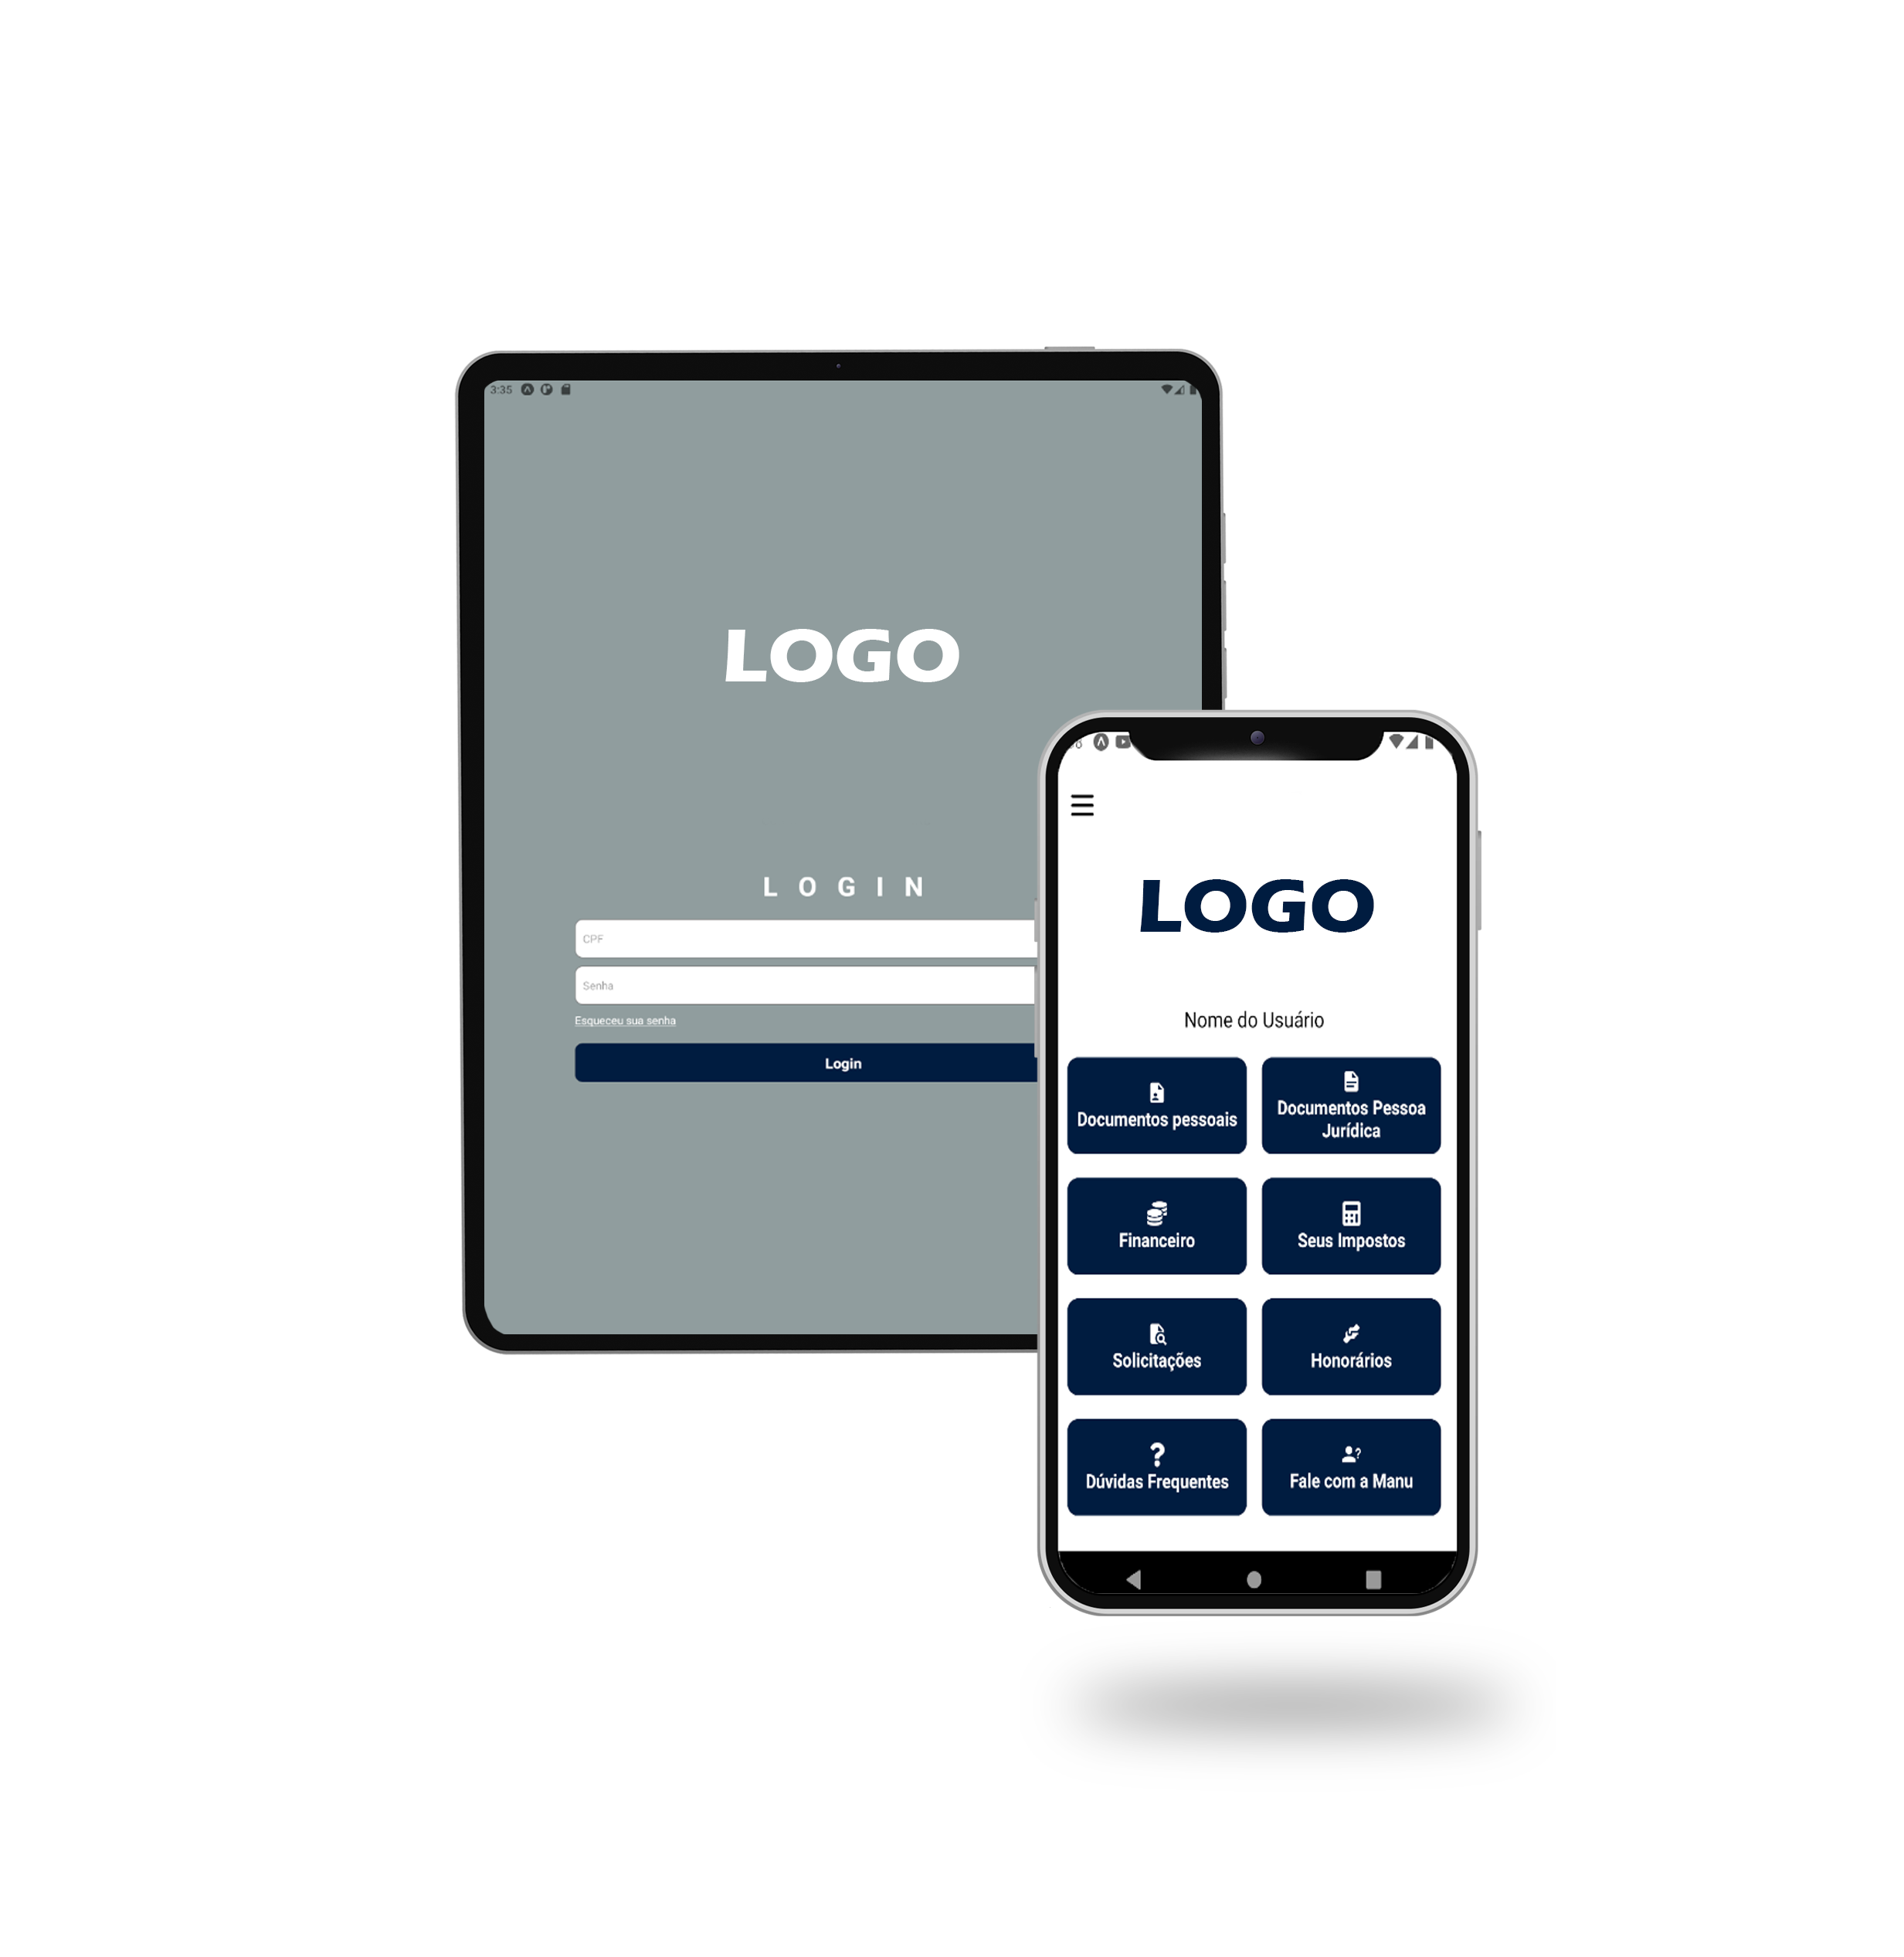 3:35
LOGO
LOGIN
CPF
Senha
Esqueceu sua senha
Login
LOGO
Nome do Usuário
Documentos pessoais
Documentos Pessoa
Jurídica
Financeiro
Seus Impostos
Solicitações
Honorários
Dúvidas Frequentes
Fale com a Manu